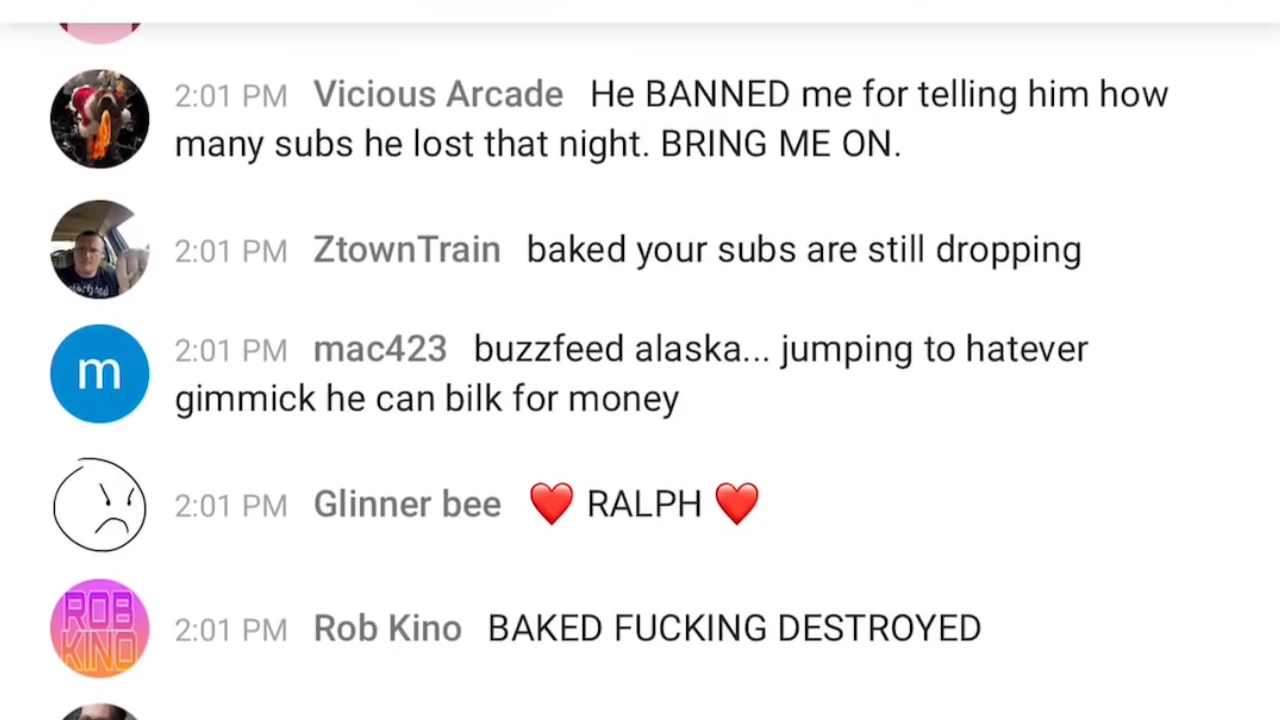 2:01 PM Vicious Arcade He BANNED me for telling him how
many subs he lost that night. BRING ME ON.
2:01 PM ZtownTrain baked your subs are still dropping
m
2:01 PM mac423 buzzfeed alaska... jumping to hatever
gimmick he can bilk for money
2:01 PM Glinner bee ❤️ RALPH ❤️
ROB
KINO
2:01 PM Rob Kino BAKED FUCKING DESTROYED